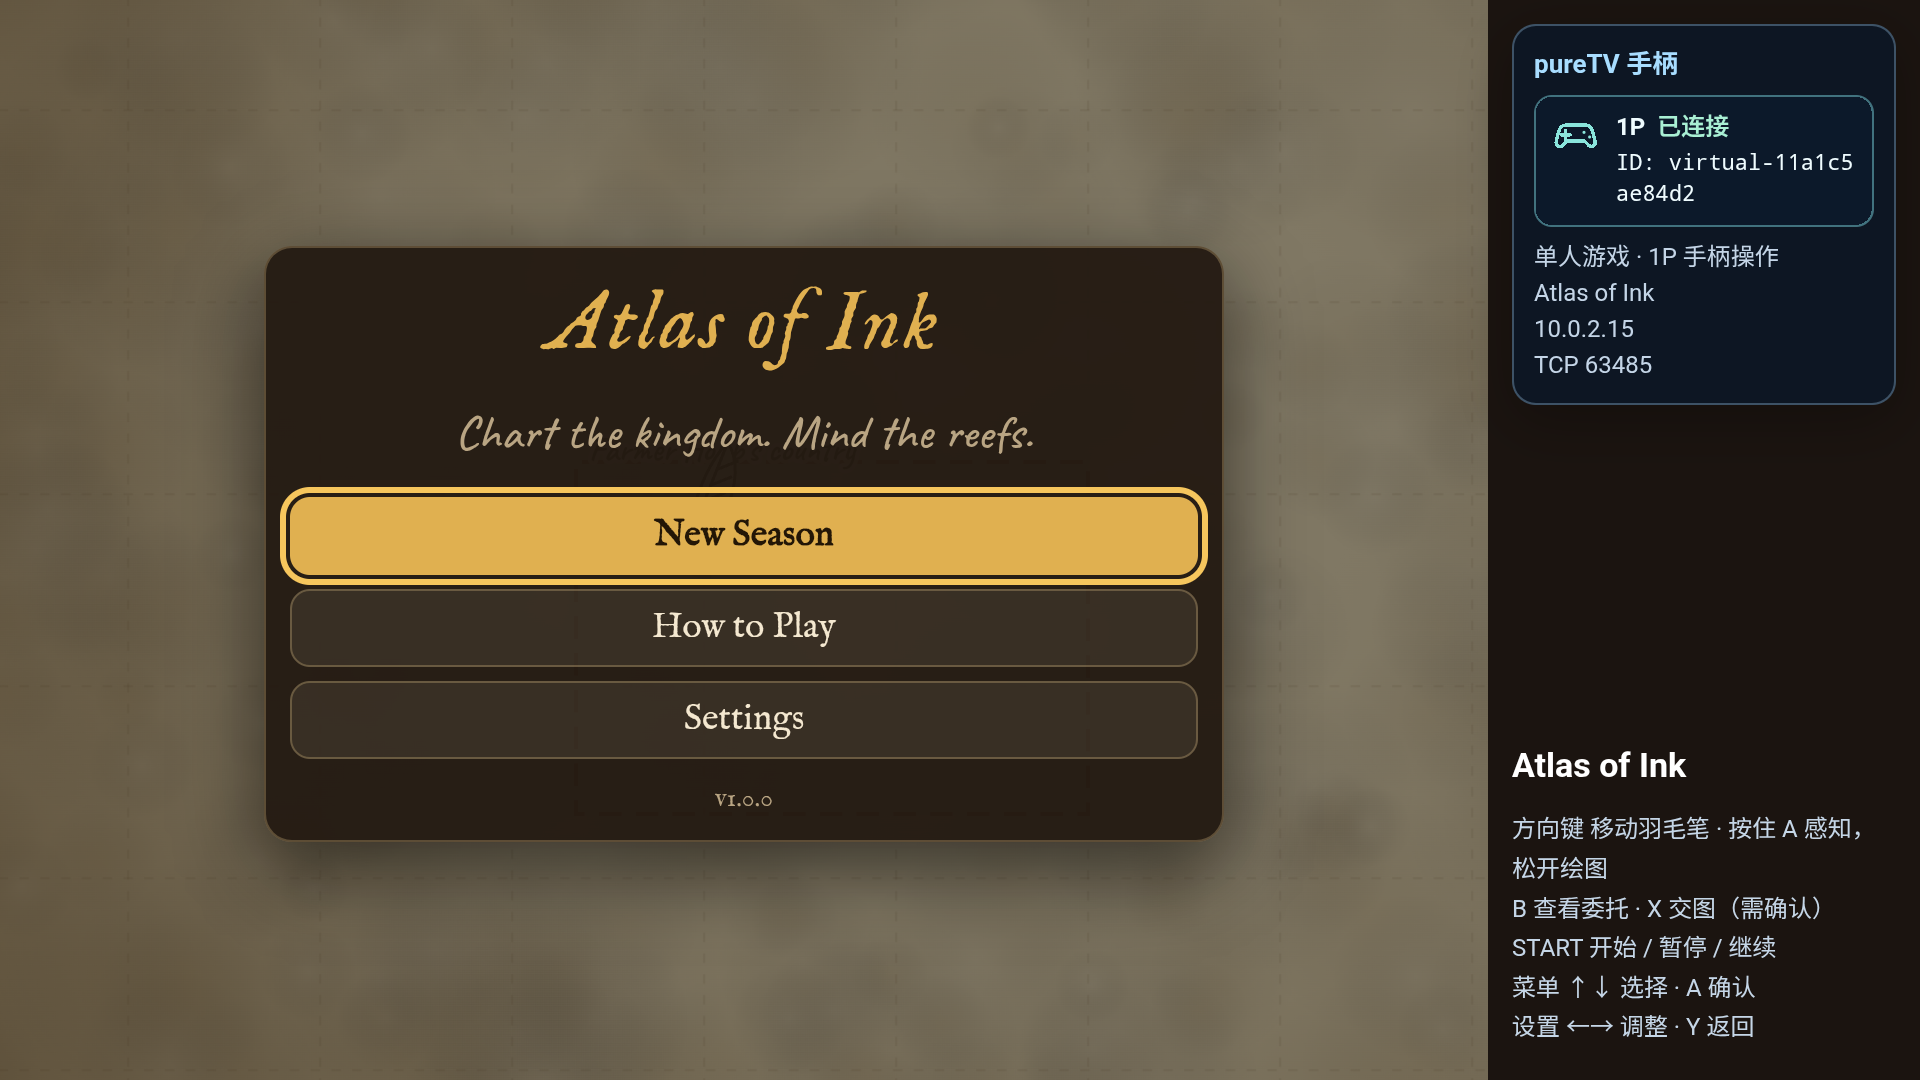 Atlas of Ink
Chart the kingdom. Mind the reefs.
New Season
How to Play
Settings
v1.0.0
pureTV 手柄
1P 已连接
ID: virtual-11a1c5
ae84d2
单人游戏 · 1P 手柄操作
Atlas of Ink
10.0.2.15
TCP 63485
Atlas of Ink
方向键 移动羽毛笔 · 按住 A 感知，
松开绘图
B 查看委托 · X 交图（需确认）
START 开始 / 暂停 / 继续
菜单 ↑↓ 选择 · A 确认
设置 ←→ 调整 · Y 返回